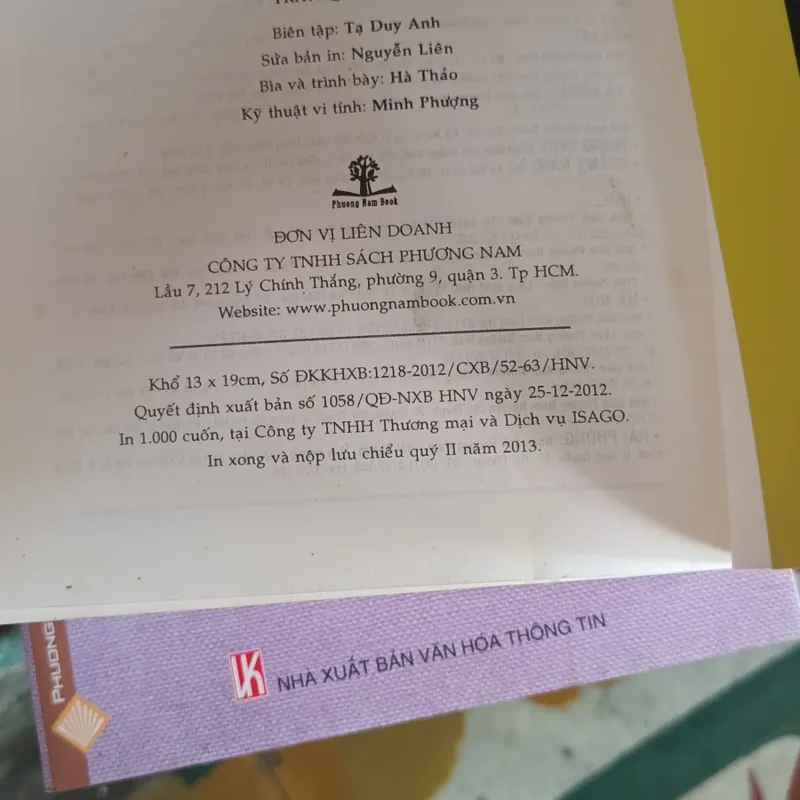 Biên tập: Tạ Duy Anh
Sửa bản in: Nguyễn Liên
Bìa và trình bày: Hà Thảo
Kỹ thuật vi tính: Minh Phượng
Phuong Nam Book
ĐƠN VỊ LIÊN DOANH
CÔNG TY TNHH SÁCH PHƯƠNG NAM
Lầu 7, 212 Lý Chính Thắng, phường 9, quận 3. Tp HCM.
Website: www.phuongnambook.com.vn
Khổ 13 x 19cm, Số ĐKKHXB:1218-2012/CXB/52-63/HNV.
Quyết định xuất bản số 1058/QĐ-NXB HNV ngày 25-12-2012.
In 1.000 cuốn, tại Công ty TNHH Thương mại và Dịch vụ ISAGO.
In xong và nộp lưu chiểu quý II năm 2013.
PHUONG
NHÀ XUẤT BẢN VĂN HÓA THÔNG TIN